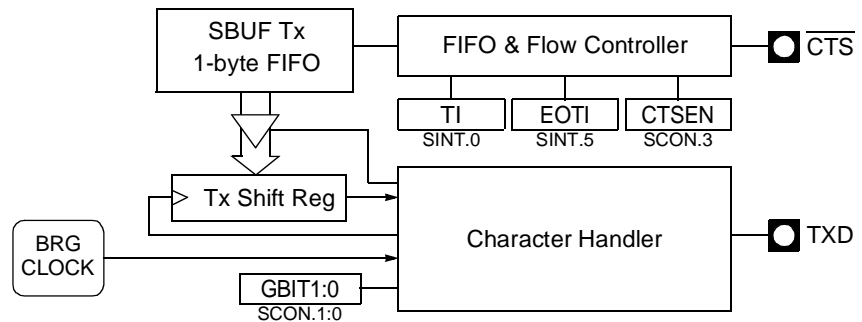 SBUF Tx
1-byte FIFO
FIFO & Flow Controller
CTS
TI
EOTI
CTSEN
SINT.0
SINT.5
SCON.3
Tx Shift Reg
Character Handler
TXD
BRG
CLOCK
GBIT1:0
SCON.1:0